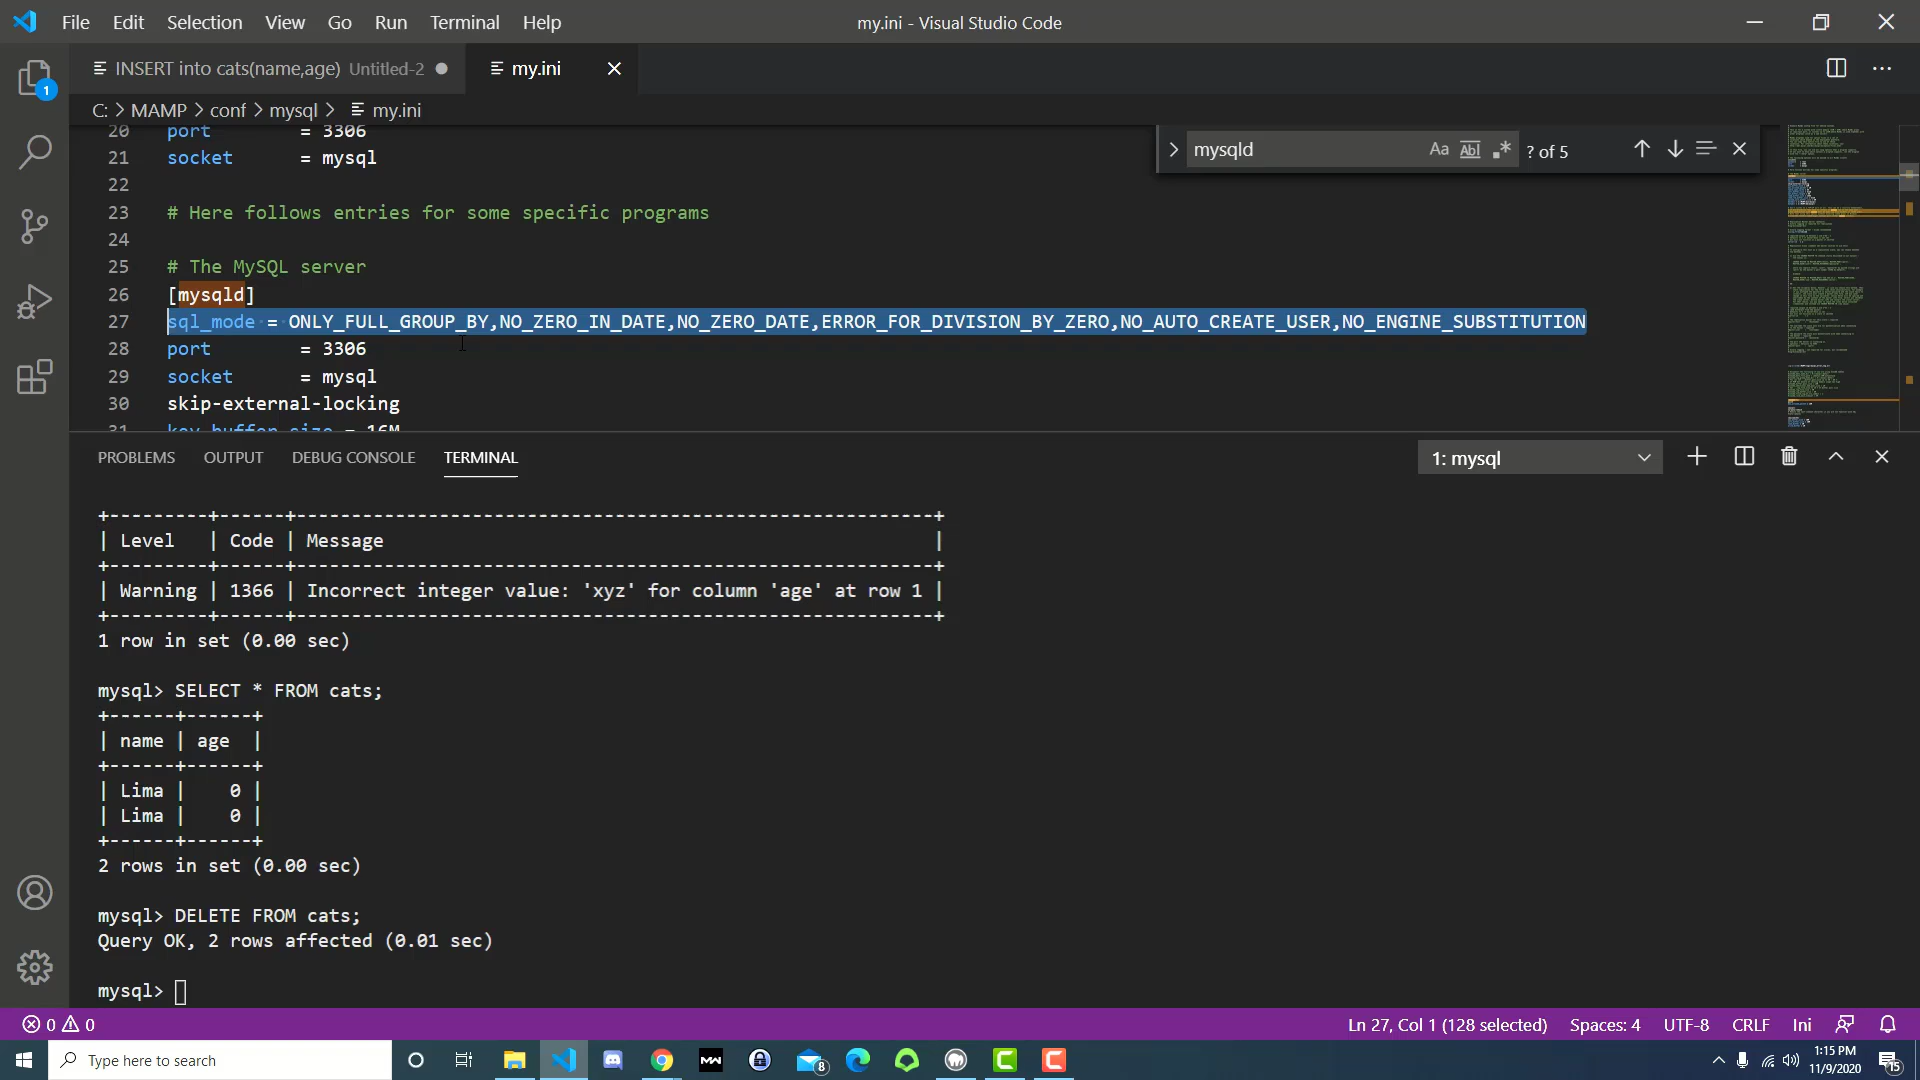 File Edit Selection View Go Run Terminal Help
my.ini - Visual Studio Code
INSERT into cats(name,age) Untitled-2 ● my.ini
C: > MAMP > conf > mysql > my.ini
1
mysqld Aa Abl .* ? of 5
20 port = 3306
21 socket = mysql
22
23 # Here follows entries for some specific programs
24
25 # The MySQL server
26 [mysqld]
27 sql_mode = ONLY_FULL_GROUP_BY,NO_ZERO_IN_DATE,NO_ZERO_DATE,ERROR_FOR_DIVISION_BY_ZERO,NO_AUTO_CREATE_USER,NO_ENGINE_SUBSTITUTION
28 port = 3306
29 socket = mysql
30 skip-external-locking
31 key_buffer_size = 16M
PROBLEMS OUTPUT DEBUG CONSOLE TERMINAL
1: mysql
+---------+------+----------------------------------------------------------+
| Level | Code | Message |
+---------+------+----------------------------------------------------------+
| Warning | 1366 | Incorrect integer value: 'xyz' for column 'age' at row 1 |
+---------+------+----------------------------------------------------------+
1 row in set (0.00 sec)
mysql> SELECT * FROM cats;
+------+------+
| name | age |
+------+------+
| Lima | 0 |
| Lima | 0 |
+------+------+
2 rows in set (0.00 sec)
mysql> DELETE FROM cats;
Query OK, 2 rows affected (0.01 sec)
mysql>
0 0
Ln 27, Col 1 (128 selected) Spaces: 4 UTF-8 CRLF Ini
Type here to search
8
1:15 PM
11/9/2020
15